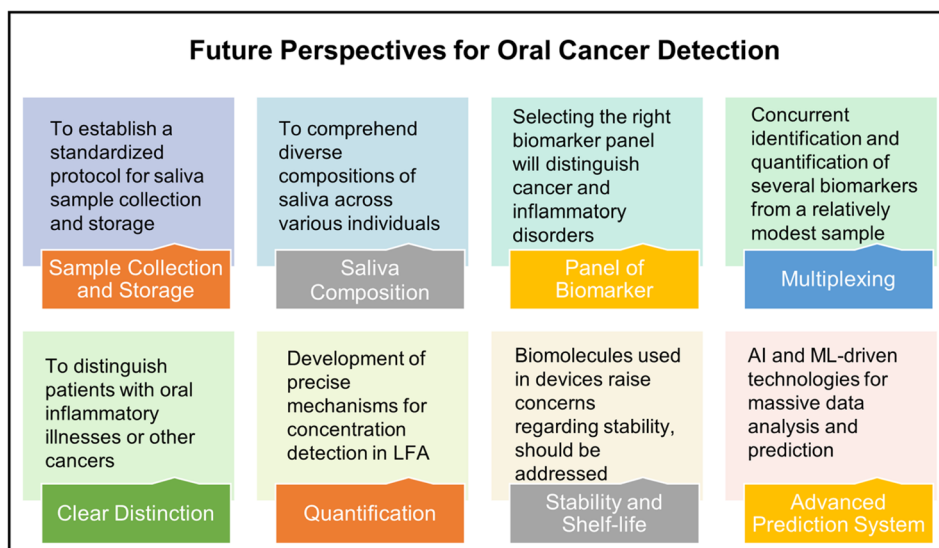 Future Perspectives for Oral Cancer Detection
To establish a
standardized
protocol for saliva
sample collection
and storage
Sample Collection
and Storage
To comprehend
diverse
compositions of
saliva across
various individuals
Saliva
Composition
Selecting the right
biomarker panel
will distinguish
cancer and
inflammatory
disorders
Panel of
Biomarker
Concurrent
identification and
quantification of
several biomarkers
from a relatively
modest sample
Multiplexing
To distinguish
patients with oral
inflammatory
illnesses or other
cancers
Clear Distinction
Development of
precise
mechanisms for
concentration
detection in LFA
Quantification
Biomolecules used
in devices raise
concerns
regarding stability,
should be
addressed
Stability and
Shelf-life
AI and ML-driven
technologies for
massive data
analysis and
prediction
Advanced
Prediction System